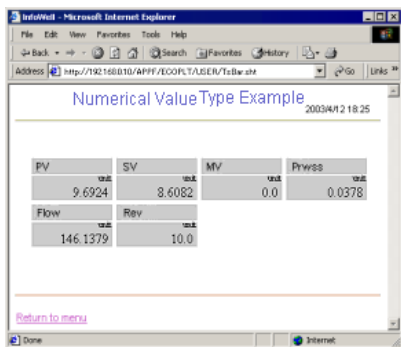 InfoWell - Microsoft Internet Explorer
File Edit View Favorites Tools Help
Back Search Favorites History
Address http://192.168.0.10/APPF/ECOPLT/USER/TsBar.sht Go Links »
Numerical Value Type Example
2003/4/12 18:25
PV SV MV Prwss
unit unit unit unit
9.6924 8.6082 0.0 0.0378
Flow Rev
unit unit
146.1379 10.0
Return to menu
Done Internet